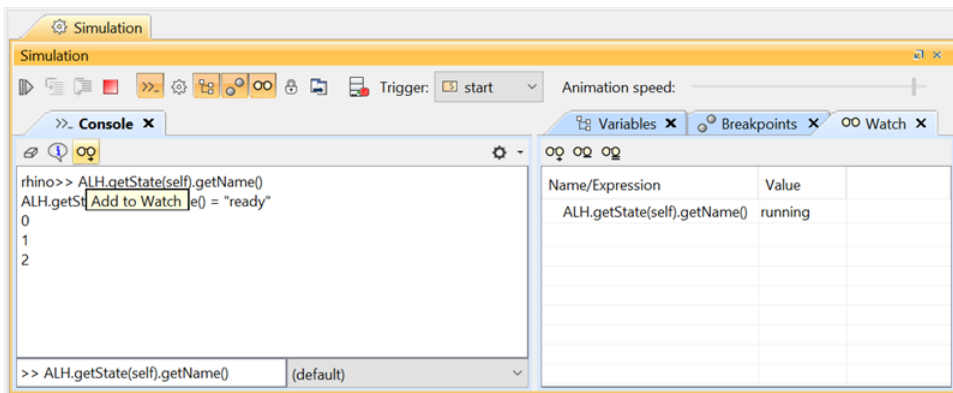 Simulation
Simulation
Trigger: start Animation speed:
>>_ Console
Variables Breakpoints Watch
rhino>> ALH.getState(self).getName()
ALH.getSt e() = "ready"
Add to Watch
0
1
2
>> ALH.getState(self).getName() (default)
Name/Expression Value
ALH.getState(self).getName() running